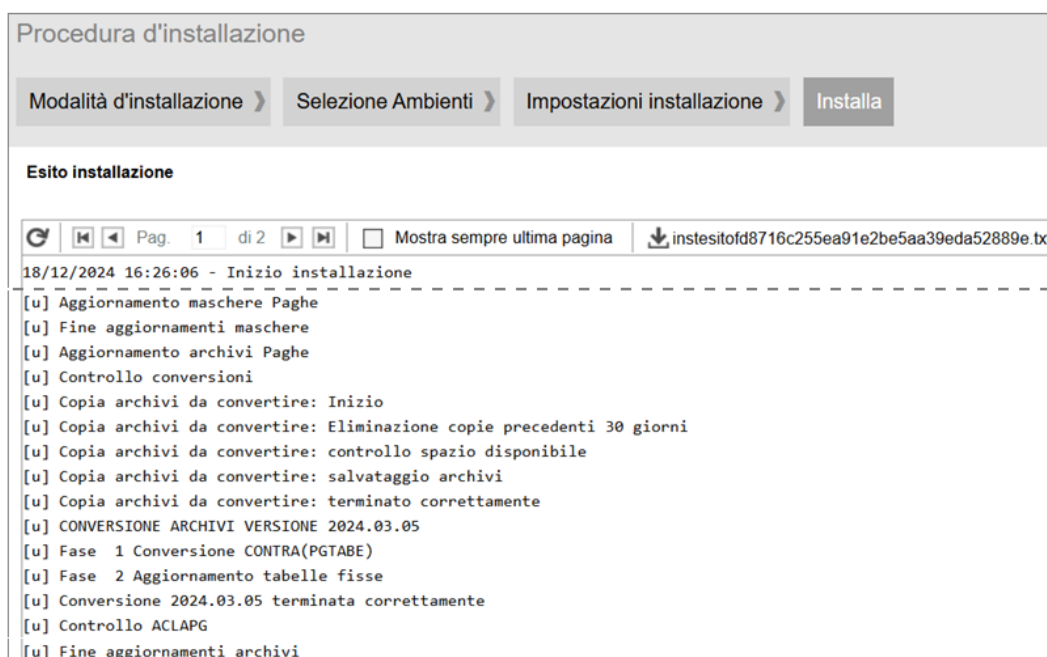 Procedura d'installazione
Modalità d'installazione ❯ Selezione Ambienti ❯ Impostazioni installazione ❯ Installa
Esito installazione
Pag. 1 di 2 Mostra sempre ultima pagina instesitofd8716c255ea91e2be5aa39eda52889e.tx
18/12/2024 16:26:06 - Inizio installazione
[u] Aggiornamento maschere Paghe
[u] Fine aggiornamenti maschere
[u] Aggiornamento archivi Paghe
[u] Controllo conversioni
[u] Copia archivi da convertire: Inizio
[u] Copia archivi da convertire: Eliminazione copie precedenti 30 giorni
[u] Copia archivi da convertire: controllo spazio disponibile
[u] Copia archivi da convertire: salvataggio archivi
[u] Copia archivi da convertire: terminato correttamente
[u] CONVERSIONE ARCHIVI VERSIONE 2024.03.05
[u] Fase  1 Conversione CONTRA(PGTABE)
[u] Fase  2 Aggiornamento tabelle fisse
[u] Conversione 2024.03.05 terminata correttamente
[u] Controllo ACLAPG
[u] Fine aggiornamenti archivi